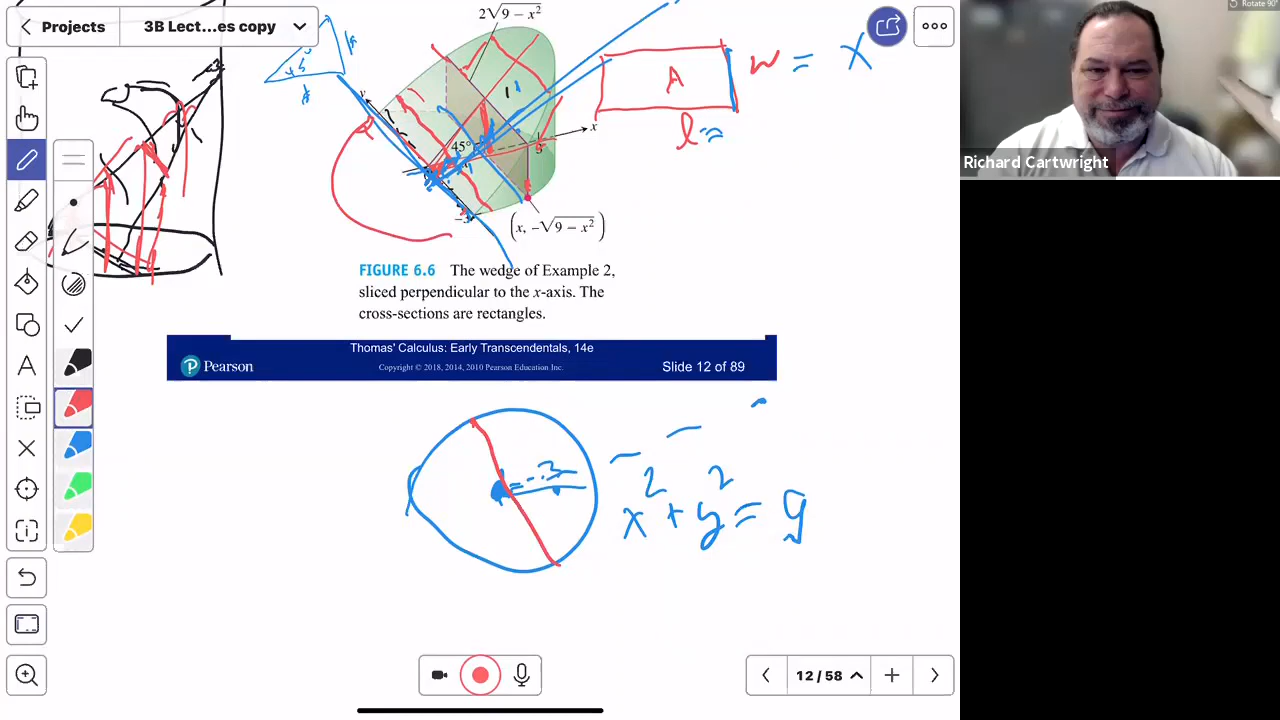 Projects
3B Lect...es copy
Rotate 90°
2√9 − x²
45°
x
y
(x, −√9 − x²)
A
w = x
l =
FIGURE 6.6 The wedge of Example 2,
sliced perpendicular to the x-axis. The
cross-sections are rectangles.
Pearson
Thomas' Calculus: Early Transcendentals, 14e
Copyright © 2018, 2014, 2010 Pearson Education Inc.
Slide 12 of 89
3
x² + y² = 9
12 / 58
Richard Cartwright